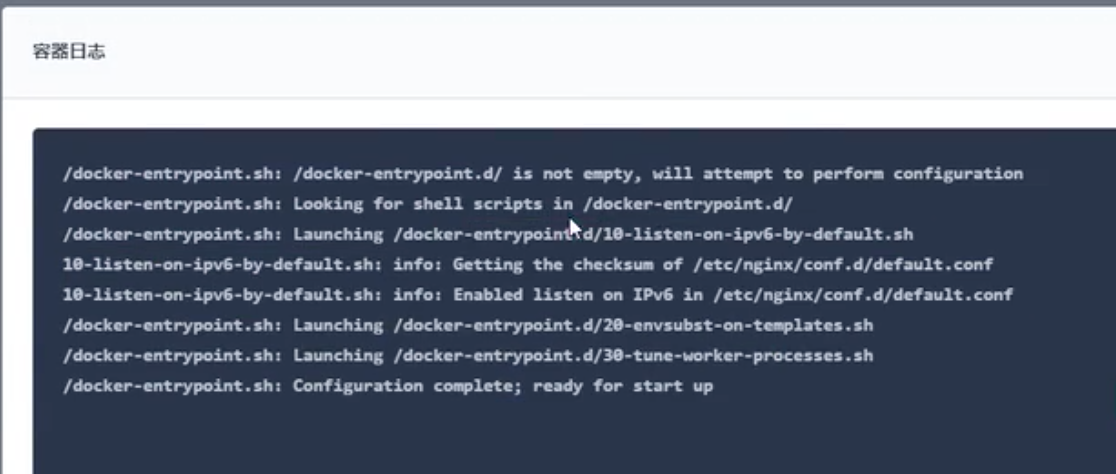 容器日志
/docker-entrypoint.sh: /docker-entrypoint.d/ is not empty, will attempt to perform configuration
/docker-entrypoint.sh: Looking for shell scripts in /docker-entrypoint.d/
/docker-entrypoint.sh: Launching /docker-entrypoint.d/10-listen-on-ipv6-by-default.sh
10-listen-on-ipv6-by-default.sh: info: Getting the checksum of /etc/nginx/conf.d/default.conf
10-listen-on-ipv6-by-default.sh: info: Enabled listen on IPv6 in /etc/nginx/conf.d/default.conf
/docker-entrypoint.sh: Launching /docker-entrypoint.d/20-envsubst-on-templates.sh
/docker-entrypoint.sh: Launching /docker-entrypoint.d/30-tune-worker-processes.sh
/docker-entrypoint.sh: Configuration complete; ready for start up